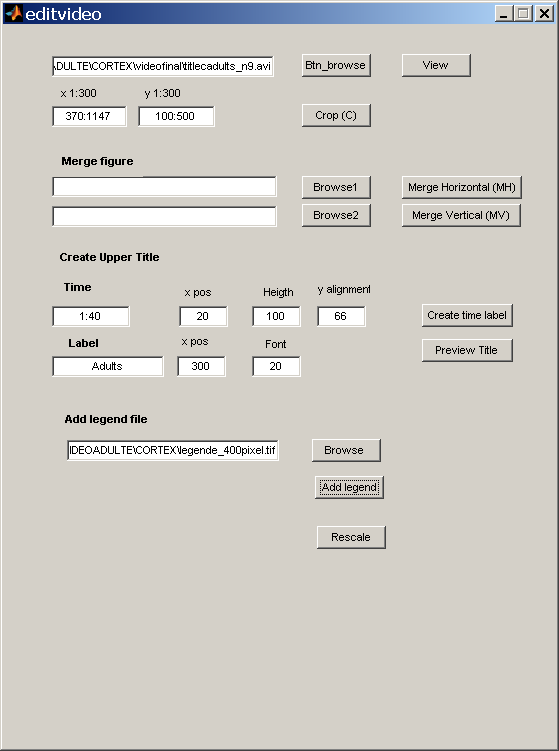 editvideo
\DULTE\CORTEX\videofinal\titlecadults_n9.avi Btn_browse View
x 1:300 y 1:300
370:1147 100:500 Crop (C)
Merge figure
Browse1 Merge Horizontal (MH)
Browse2 Merge Vertical (MV)
Create Upper Title
Time x pos Heigth y alignment
1:40 20 100 66 Create time label
Label x pos Font
Adults 300 20 Preview Title
Add legend file
IDEOADULTE\CORTEX\legende_400pixel.tif Browse
Add legend
Rescale